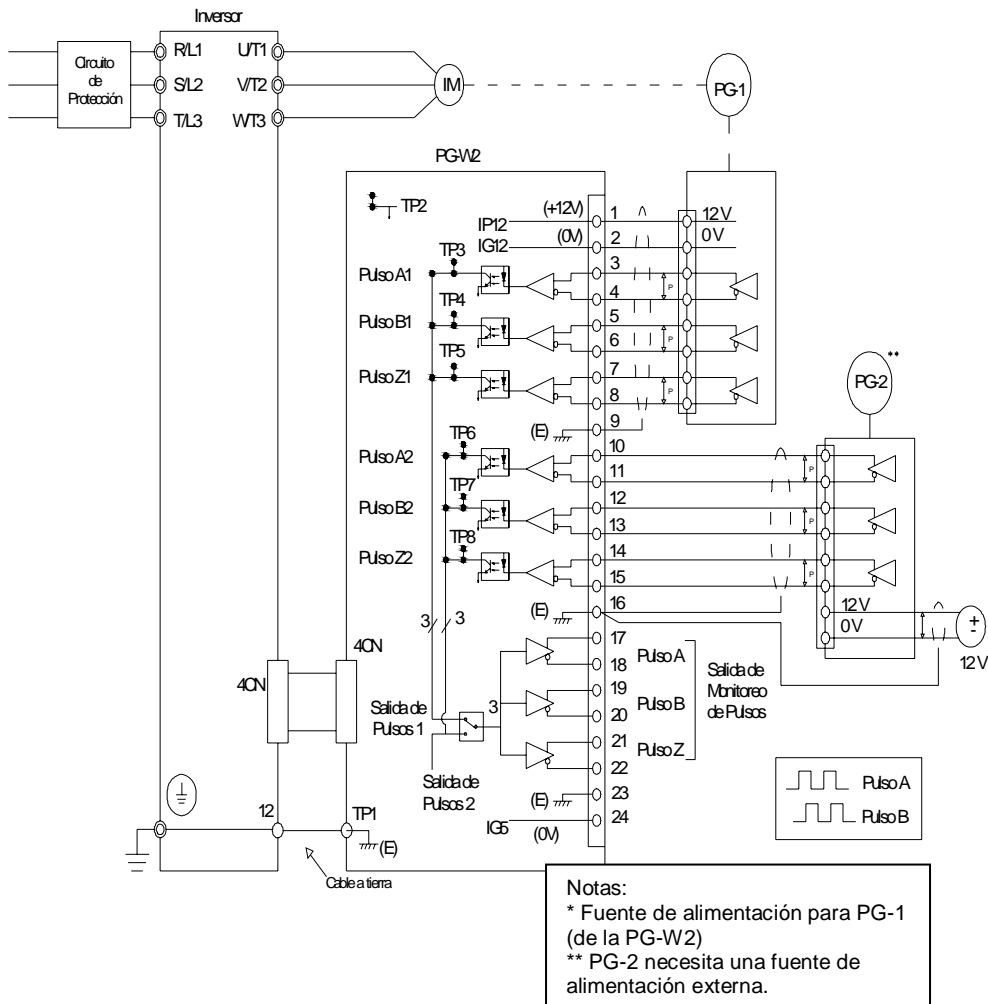 Inversor
Circuito
de
Protección
R/L1
S/L2
T/L3
U/T1
V/T2
W/T3
IM
PG-1
PG-W2
TP2
IP12
(+12V)
1
12V
IG12
(0V)
2
0V
TP3
Pulso A1
3
4
P
TP4
Pulso B1
5
6
P
TP5
Pulso Z1
7
8
P
(E)
9
PG-2
**
TP6
Pulso A2
10
11
P
TP7
Pulso B2
12
13
P
TP8
Pulso Z2
14
15
P
(E)
16
12V
0V
+
-
12V
3
3
17
18
Pulso A
19
20
Pulso B
21
22
Pulso Z
Salida de
Monitoreo
de Pulsos
4CN
4CN
Salida de
Pulsos 1
3
Salida de
Pulsos 2
(E)
23
IG5
(0V)
24
12
TP1
(E)
Cable a tierra
Pulso A
Pulso B
Notas:
* Fuente de alimentación para PG-1
(de la PG-W2)
** PG-2 necesita una fuente de
alimentación externa.